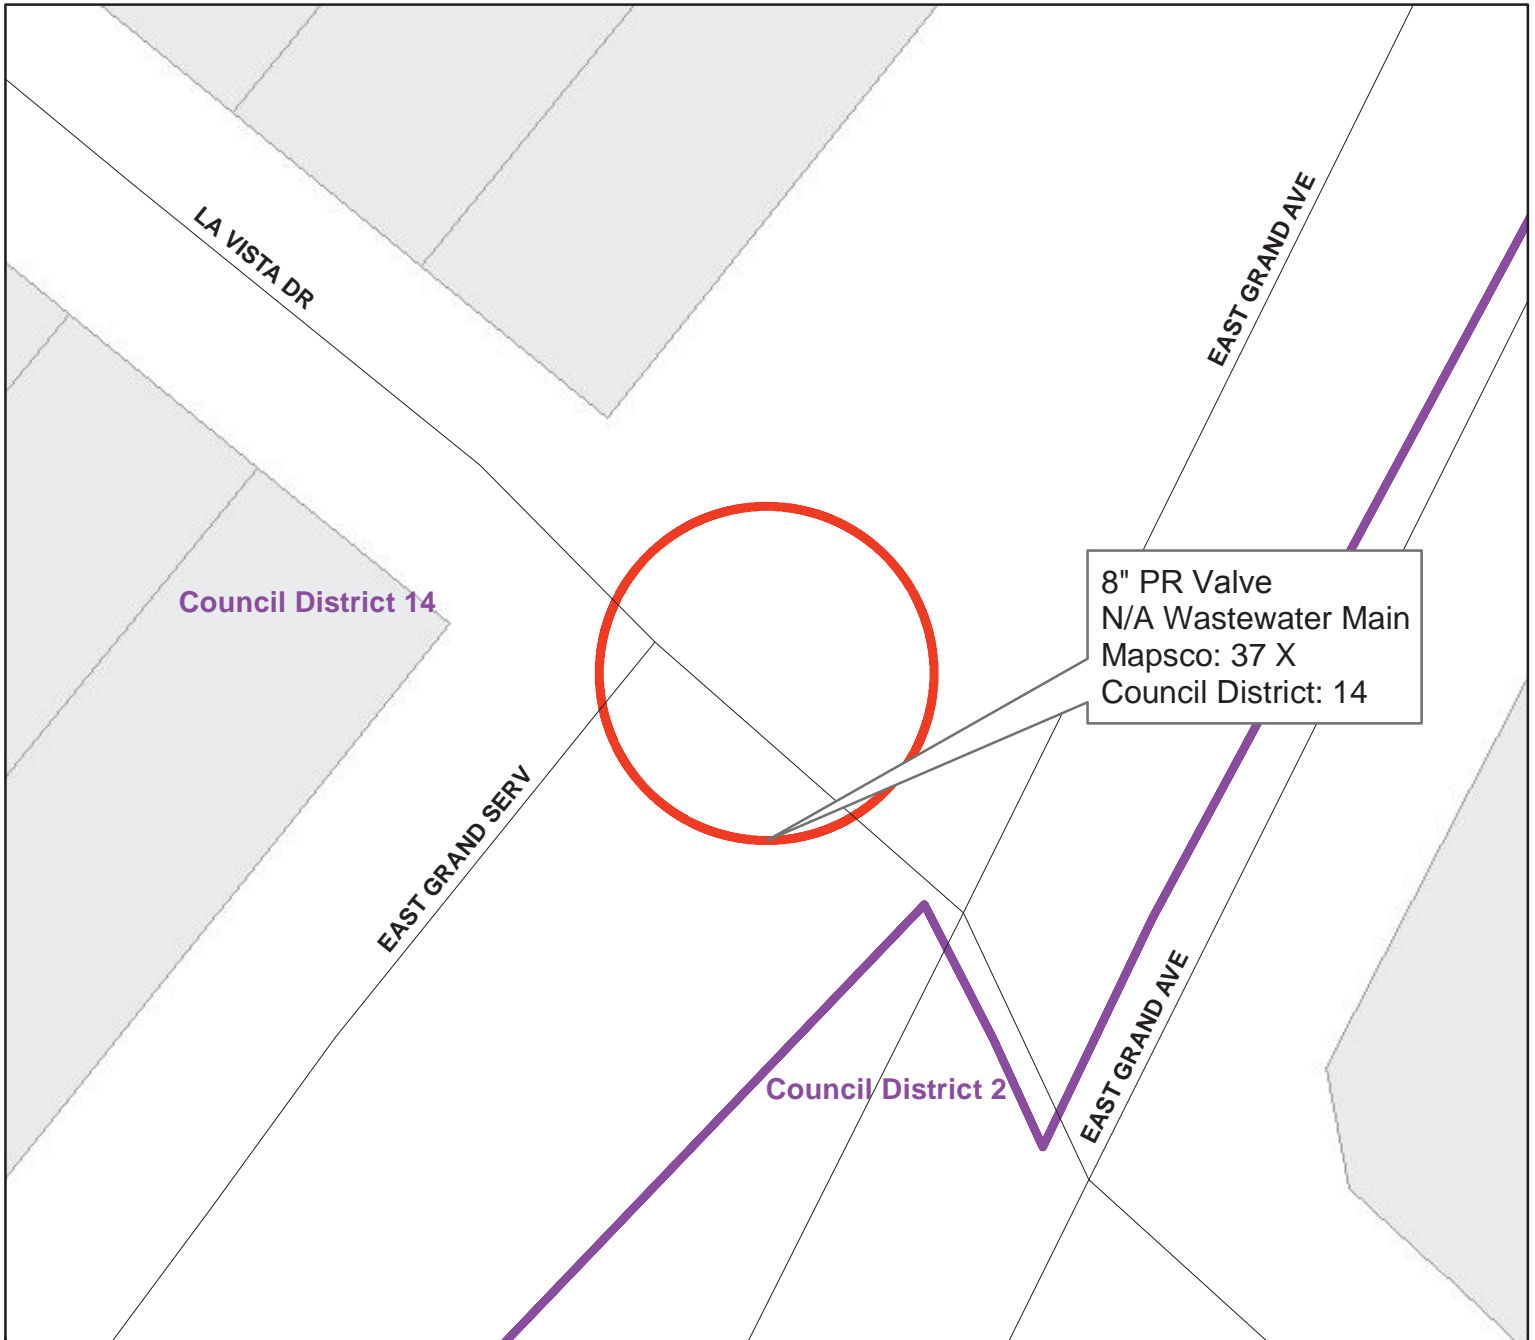 LA VISTA DR
EAST GRAND AVE
Council District 14
8" PR Valve
N/A Wastewater Main
Mapsco: 37 X
Council District: 14
EAST GRAND SERV
EAST GRAND AVE
Council District 2